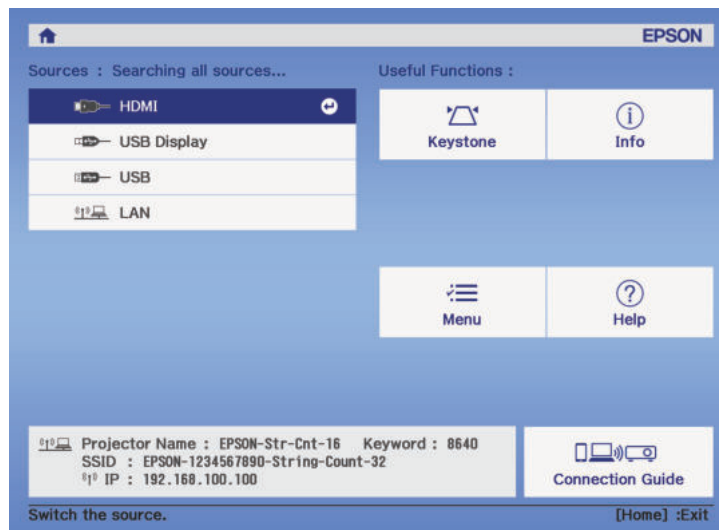 EPSON
Sources : Searching all sources...
Useful Functions :
HDMI
USB Display
USB
LAN
Keystone
Info
Menu
Help
Projector Name : EPSON-Str-Cnt-16 Keyword : 8640
SSID : EPSON-1234567890-String-Count-32
IP : 192.168.100.100
Connection Guide
Switch the source.
[Home] :Exit